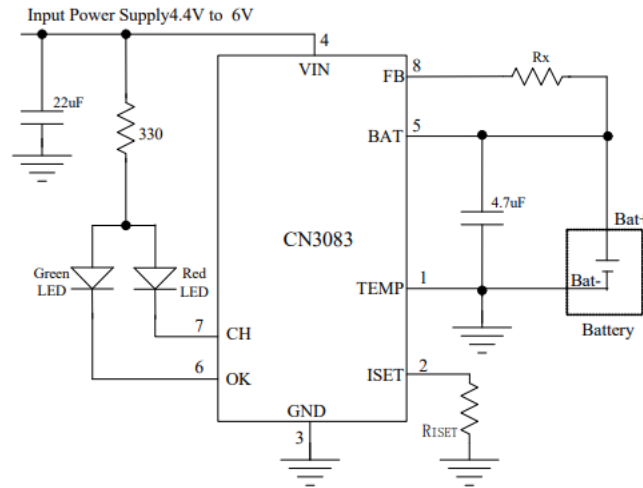 Input Power Supply4.4V to 6V
4
VIN
8
FB
Rx
22uF
330
5
BAT
4.7uF
CN3083
Bat+
Green
LED
Red
LED
Bat-
1
TEMP
Battery
7
CH
6
OK
2
ISET
GND
3
RISET